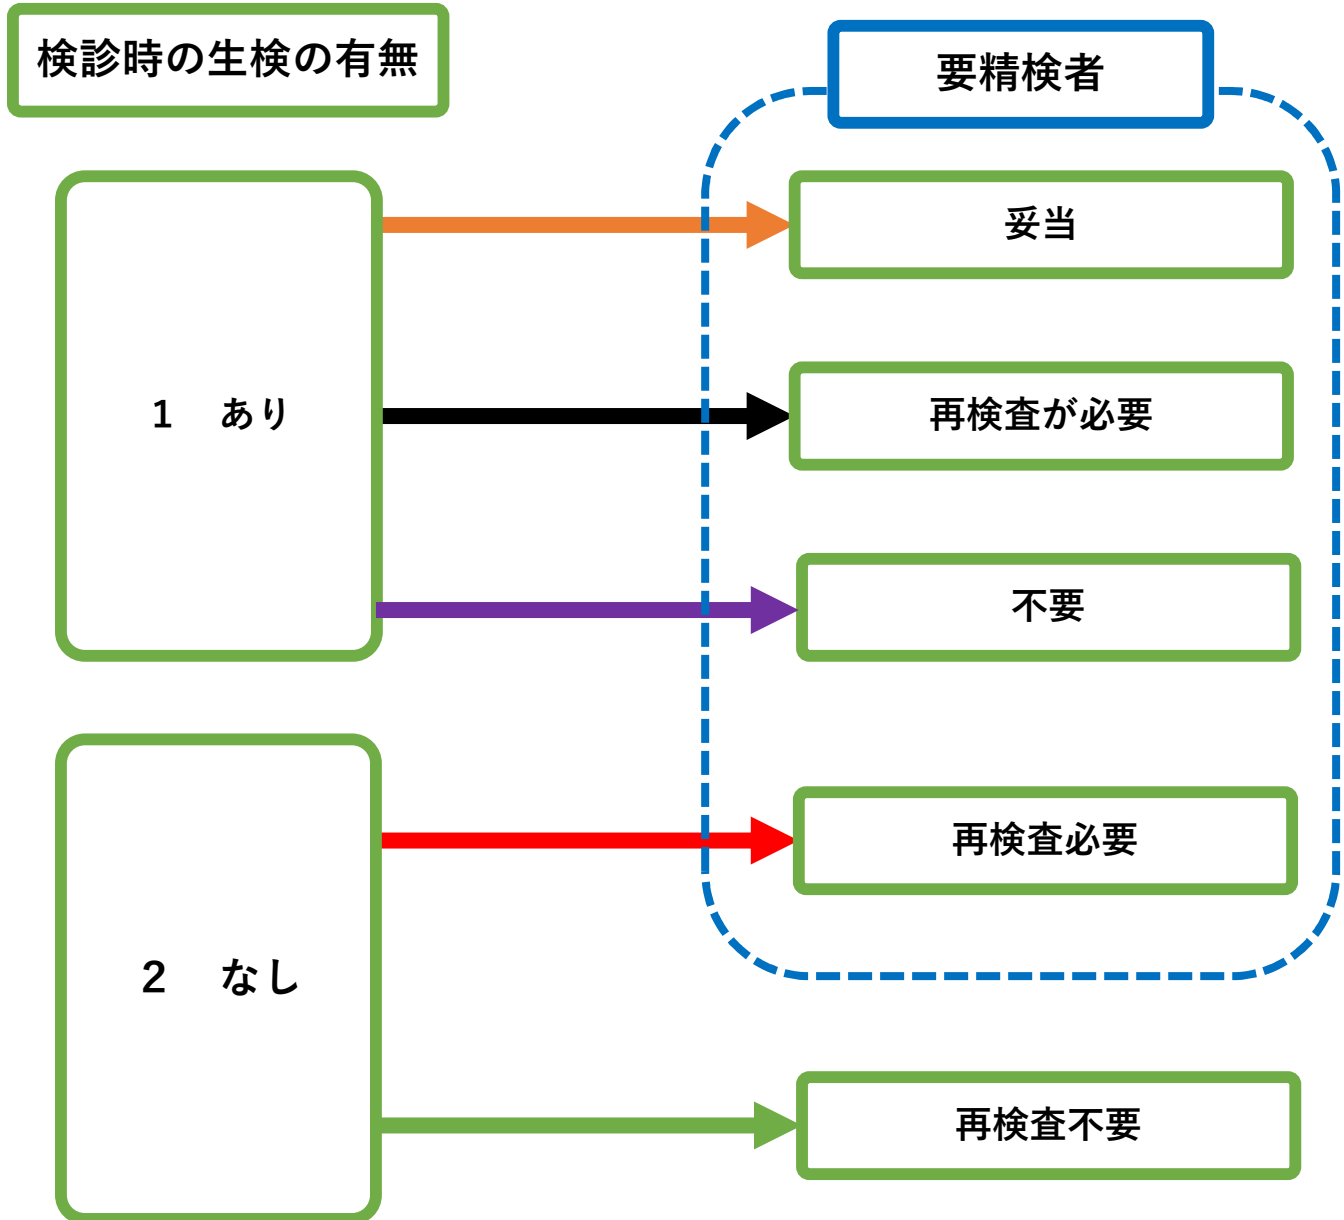 検診時の生検の有無
要精検者
1 あり
妥当
再検査が必要
不要
2 なし
再検査必要
再検査不要